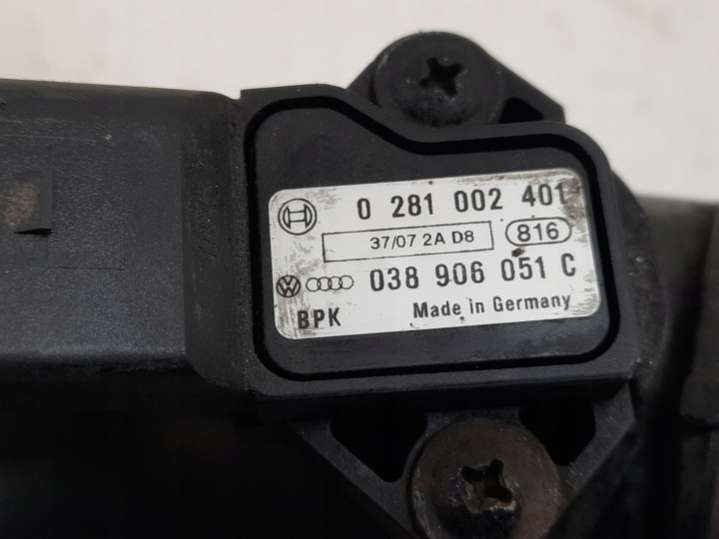 0 281 002 401
37/07 2A D8 816
038 906 051 C
BPK Made in Germany